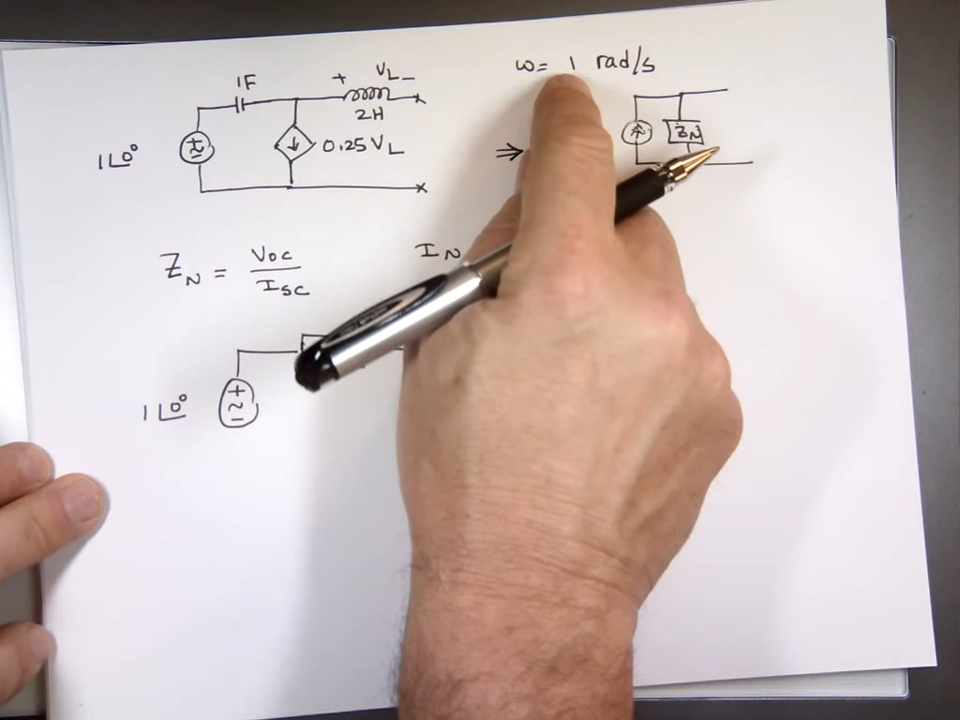 1F
+ VL -
ω= 1 rad/s
2H
1∠0°
+
0.25 VL
ZN
⇒
ZN = Voc / Isc
IN
1∠0°
+
-